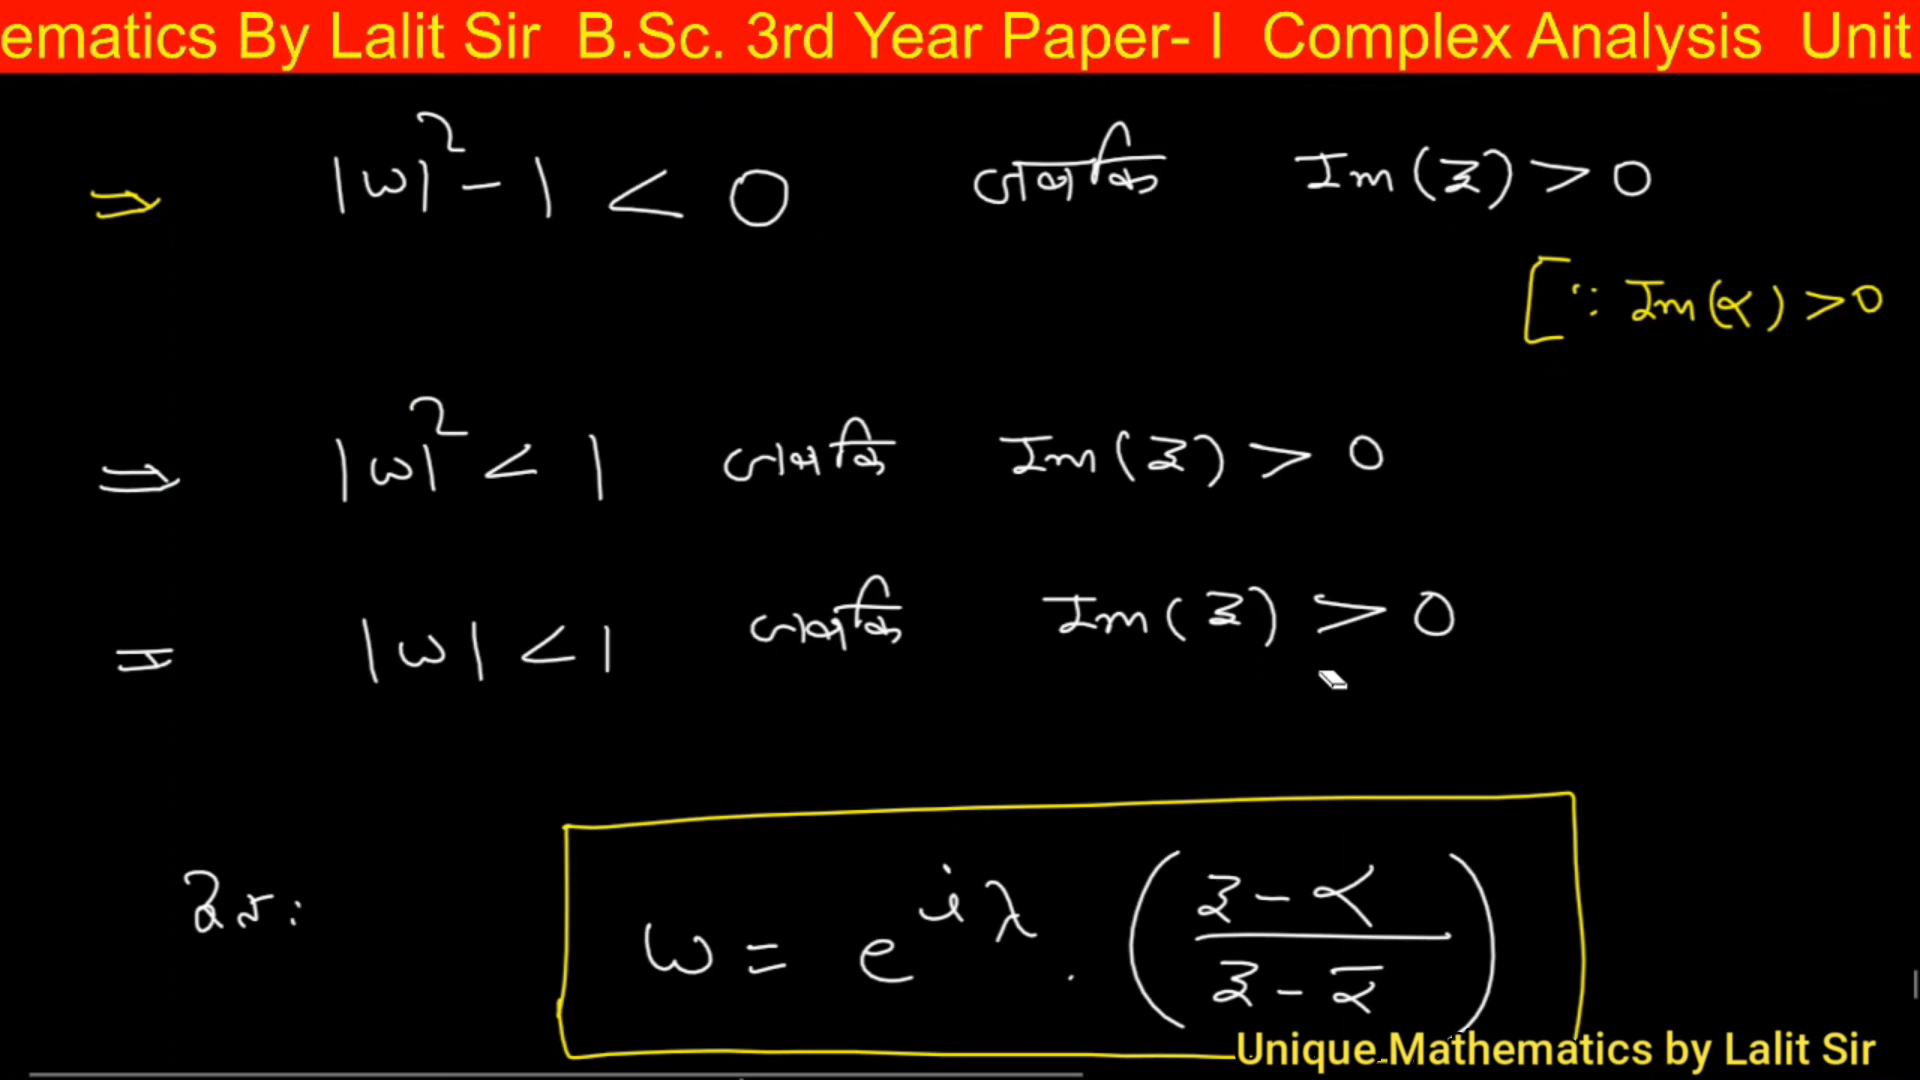 ematics By Lalit Sir B.Sc. 3rd Year Paper- I Complex Analysis Unit
⇒ |w|² - 1 < 0 जबकि Im(z) > 0
[∵ Im(α) > 0
⇒ |w|² < 1 जबकि Im(z) > 0
⇒ |w| < 1 जबकि Im(z) > 0
अतः w = e^{iλ} . ((z - α)/(z - ᾱ))
Unique Mathematics by Lalit Sir